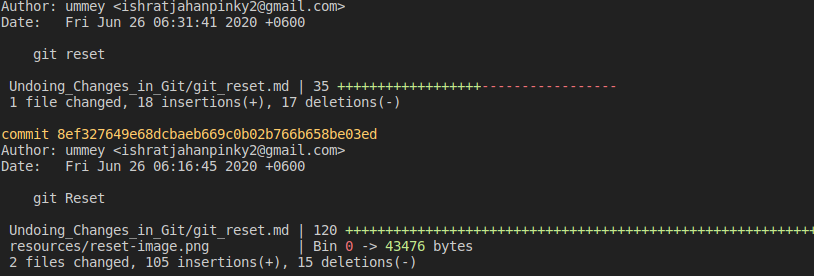 Author: ummey <ishratjahanpinky2@gmail.com>
Date:   Fri Jun 26 06:31:41 2020 +0600
    git reset
 Undoing_Changes_in_Git/git_reset.md | 35 ++++++++++++++++++-----------------
 1 file changed, 18 insertions(+), 17 deletions(-)
commit 8ef327649e68dcbaeb669c0b02b766b658be03ed
Author: ummey <ishratjahanpinky2@gmail.com>
Date:   Fri Jun 26 06:16:45 2020 +0600
    git Reset
 Undoing_Changes_in_Git/git_reset.md | 120 +++++++++++++++++++++++++++++++++++++++++++++++++++++++++++
 resources/reset-image.png           | Bin 0 -> 43476 bytes
 2 files changed, 105 insertions(+), 15 deletions(-)